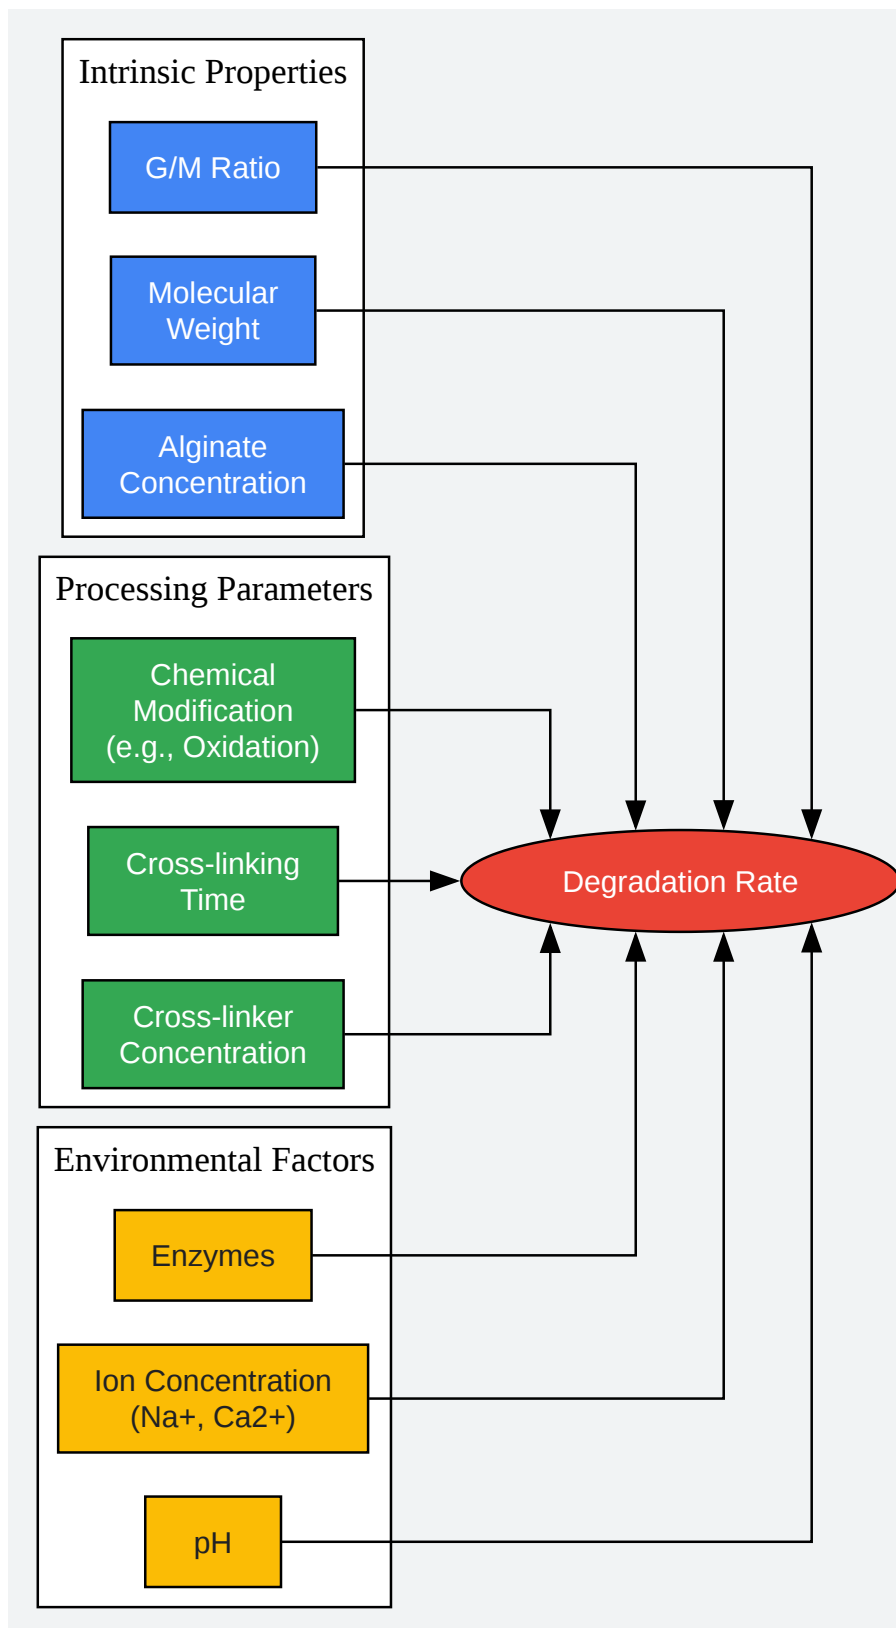 Intrinsic Properties
G/M Ratio
Molecular
Weight
Alginate
Concentration
Processing Parameters
Chemical
Modification
(e.g., Oxidation)
Cross-linking
Time
Degradation Rate
Cross-linker
Concentration
Environmental Factors
Enzymes
Ion Concentration
(Na+, Ca2+)
pH